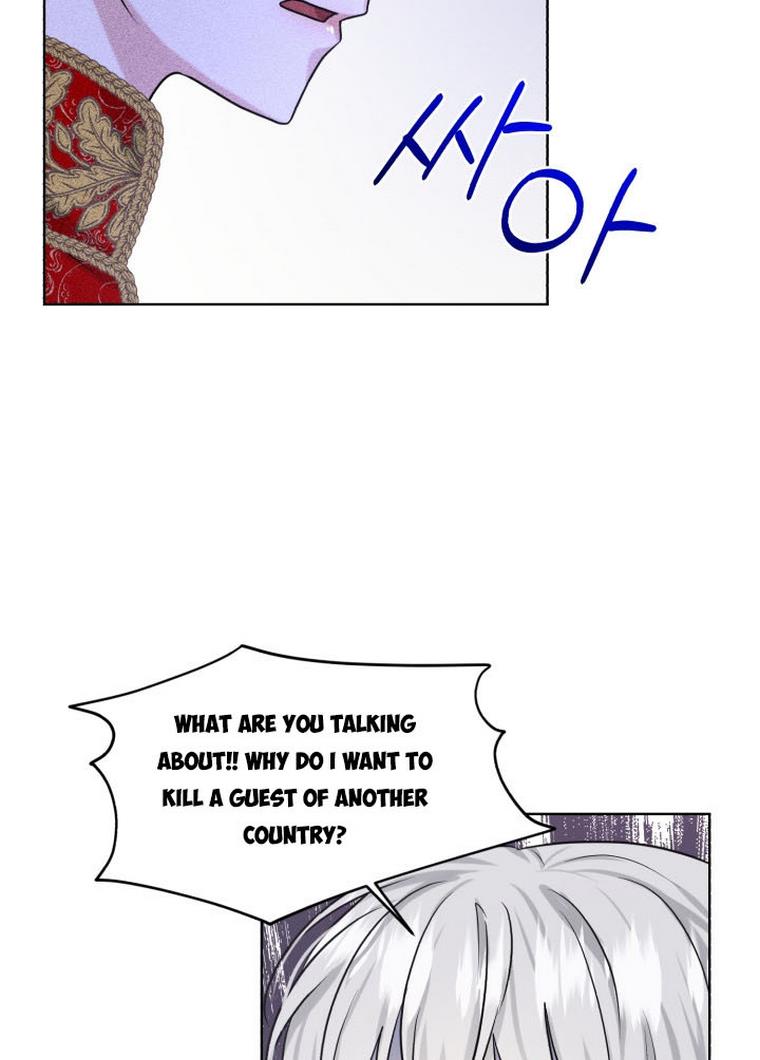 싸아
WHAT ARE YOU TALKING
ABOUT!! WHY DO I WANT TO
KILL A GUEST OF ANOTHER
COUNTRY?